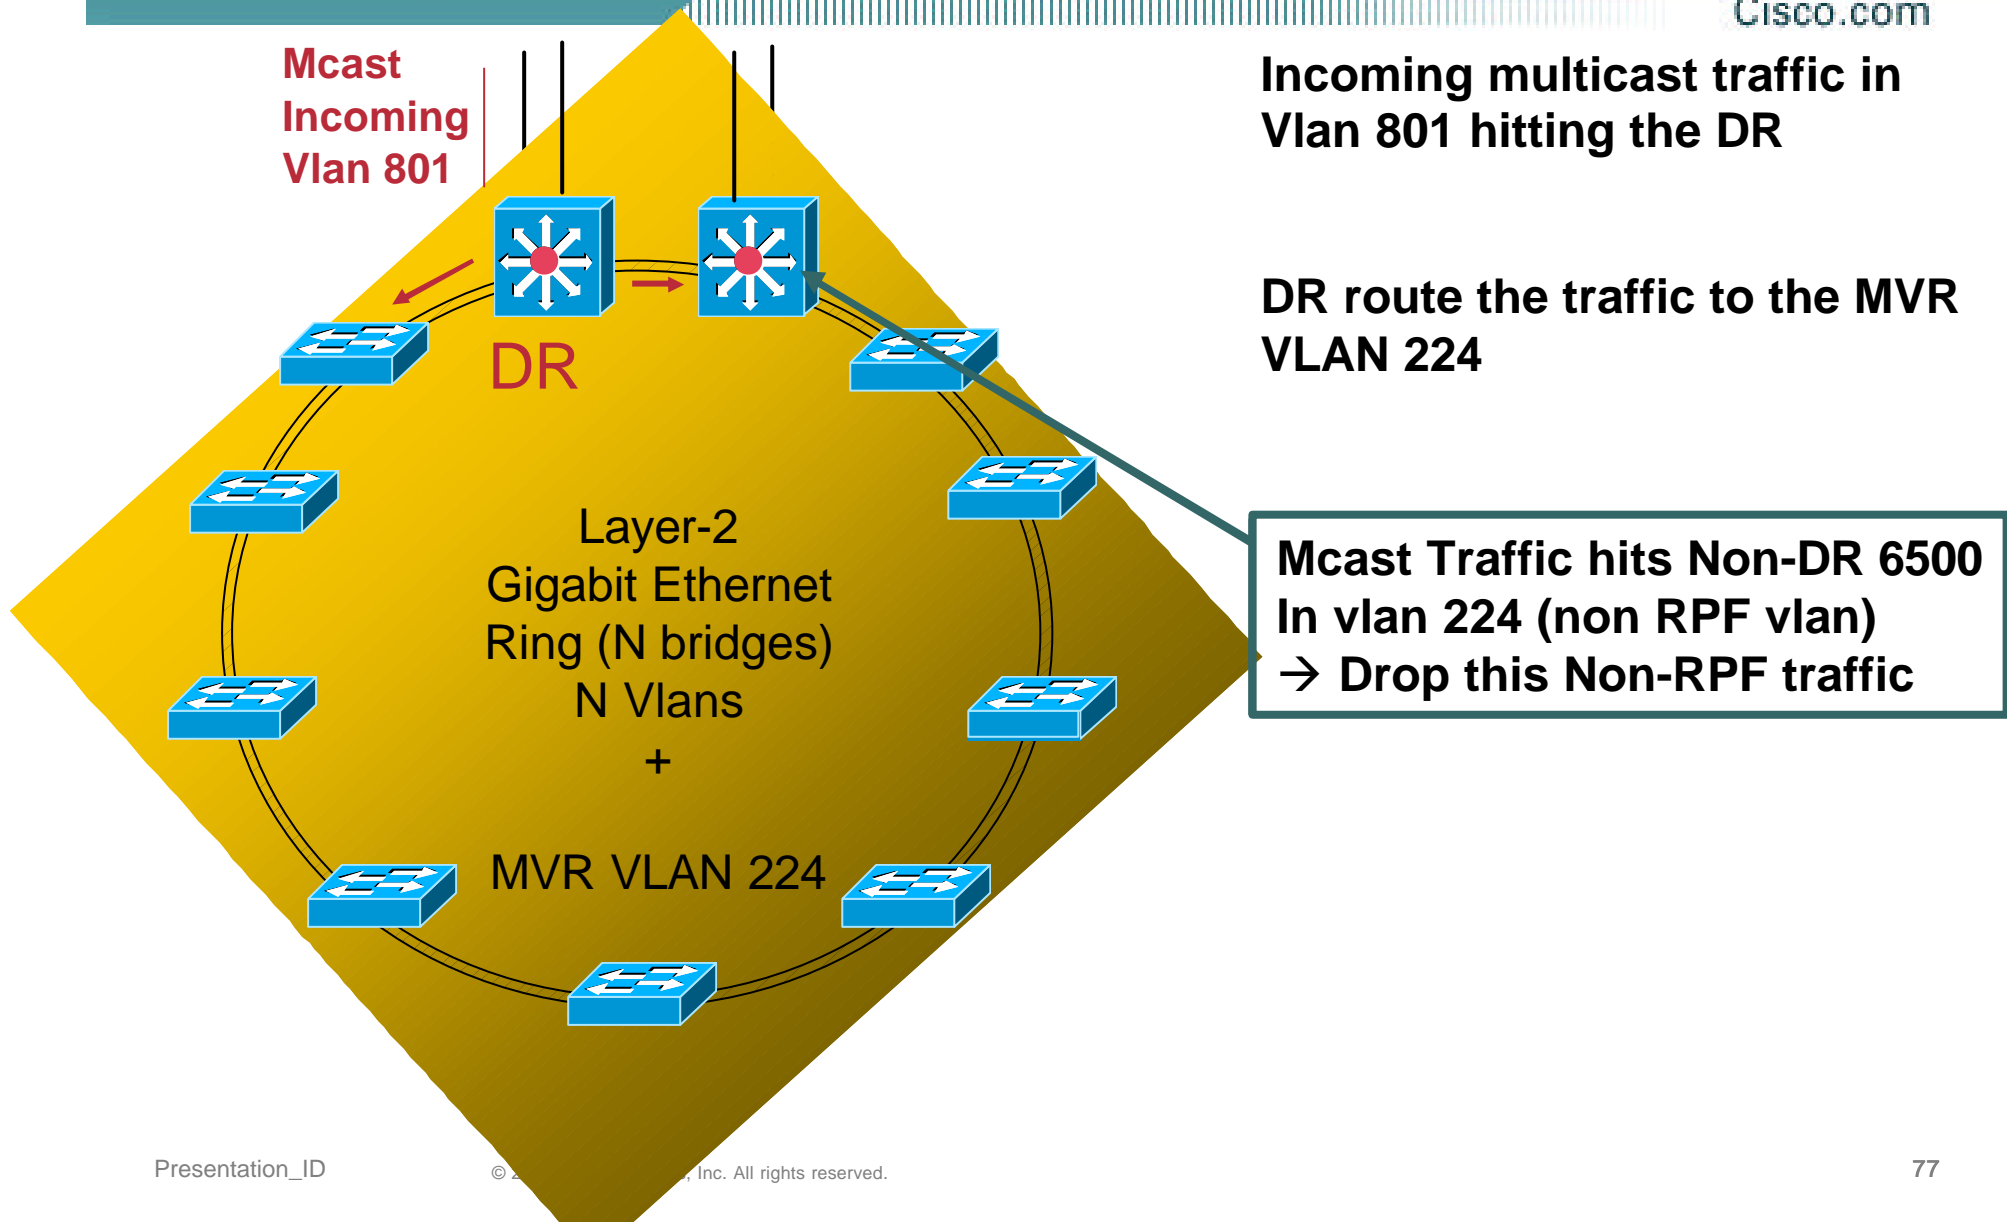 Cisco.com
Mcast
Incoming
Vlan 801
Incoming multicast traffic in
Vlan 801 hitting the DR
DR route the traffic to the MVR
VLAN 224
DR
Mcast Traffic hits Non-DR 6500
In vlan 224 (non RPF vlan)
→ Drop this Non-RPF traffic
Layer-2
Gigabit Ethernet
Ring (N bridges)
N Vlans
+
MVR VLAN 224
Presentation_ID
©
, Inc. All rights reserved.
77